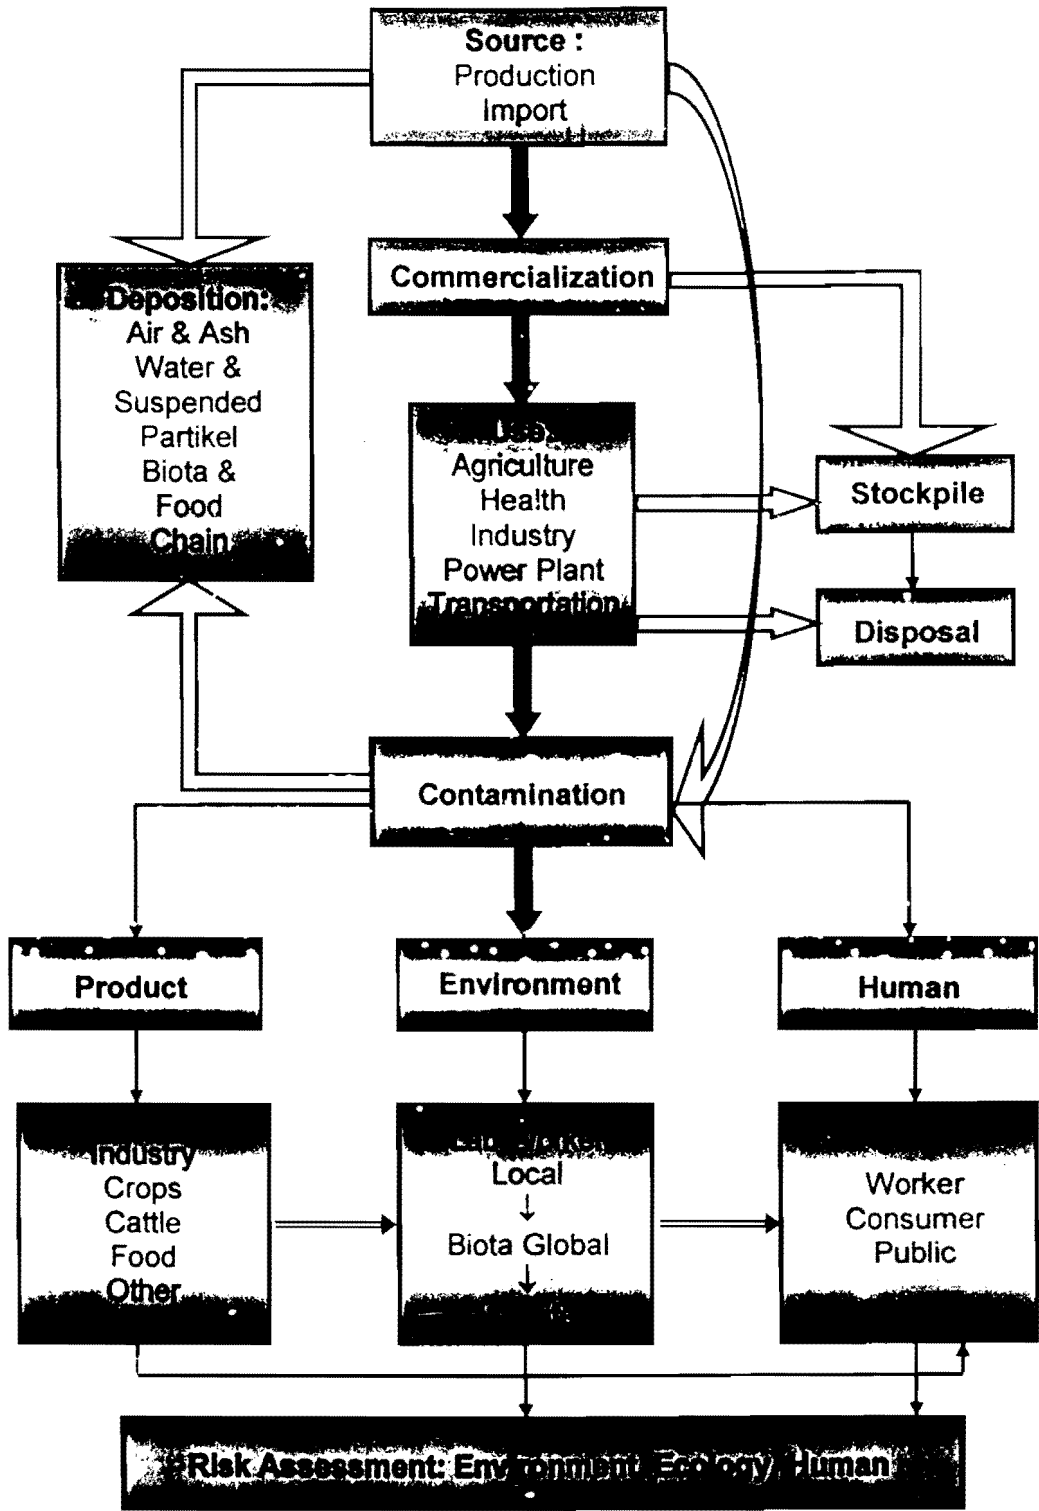 Source :
Production
Import
Commercialization
Deposition:
Air & Ash
Water &
Suspended
Partikel
Biota &
Food
Chain
Use:
Agriculture
Health
Industry
Power Plant
Transportation
Stockpile
Disposal
Contamination
Product
Environment
Human
Industry
Crops
Cattle
Food
Other
Local
↓
Biota Global
↓
Worker
Consumer
Public
Risk Assessment: Environment, Ecology, Human